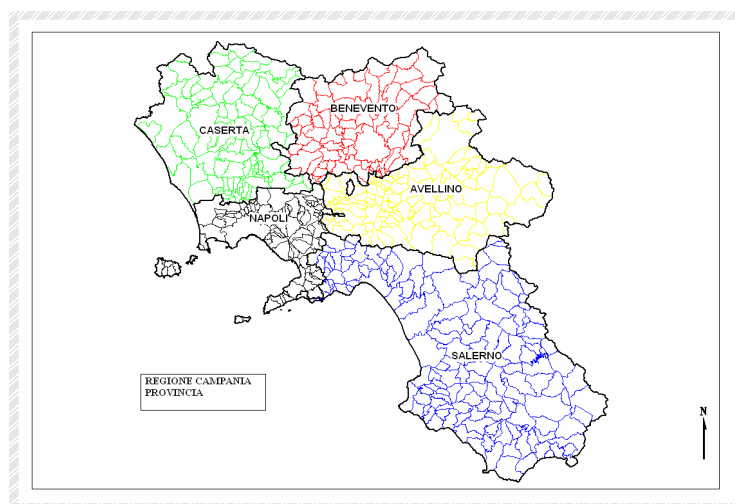 BENEVENTO
CASERTA
AVELLINO
NAPOLI
SALERNO
REGIONE CAMPANIA
PROVINCIA
N